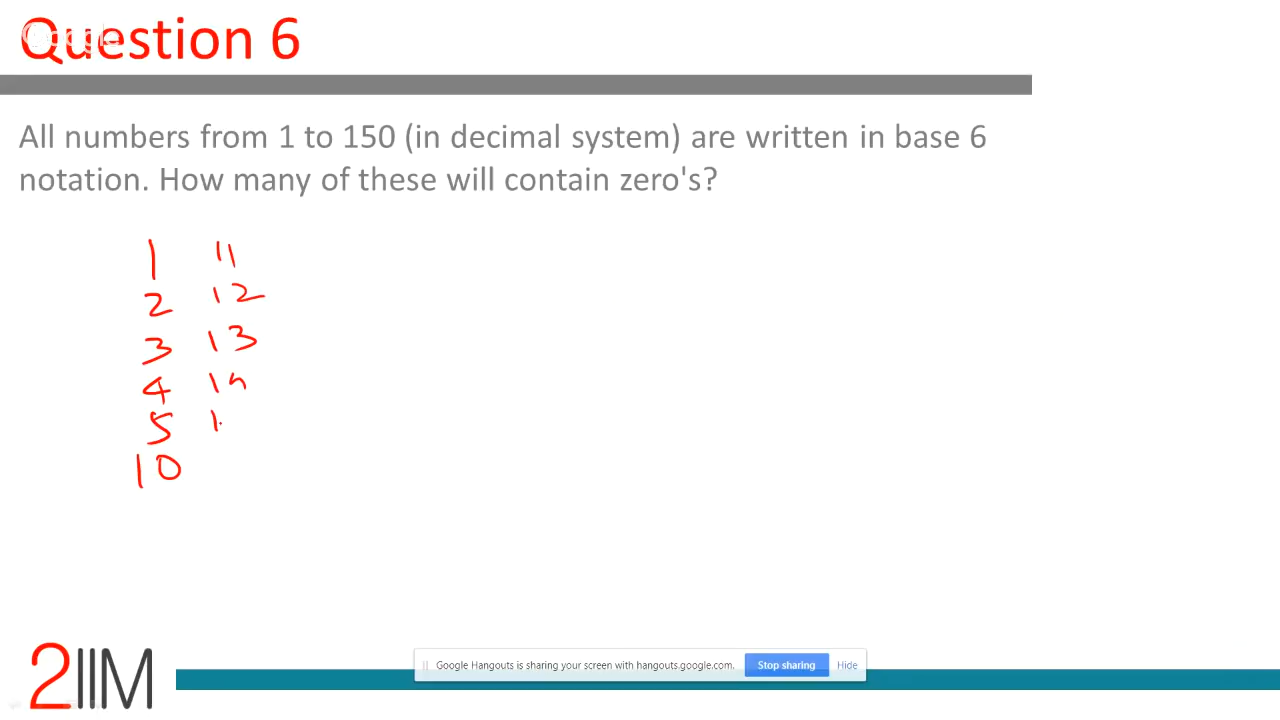 Question 6
Google
All numbers from 1 to 150 (in decimal system) are written in base 6
notation. How many of these will contain zero's?
1 11
2 12
3 13
4 14
5 1
10
2IIM
Google Hangouts is sharing your screen with hangouts.google.com. Stop sharing Hide